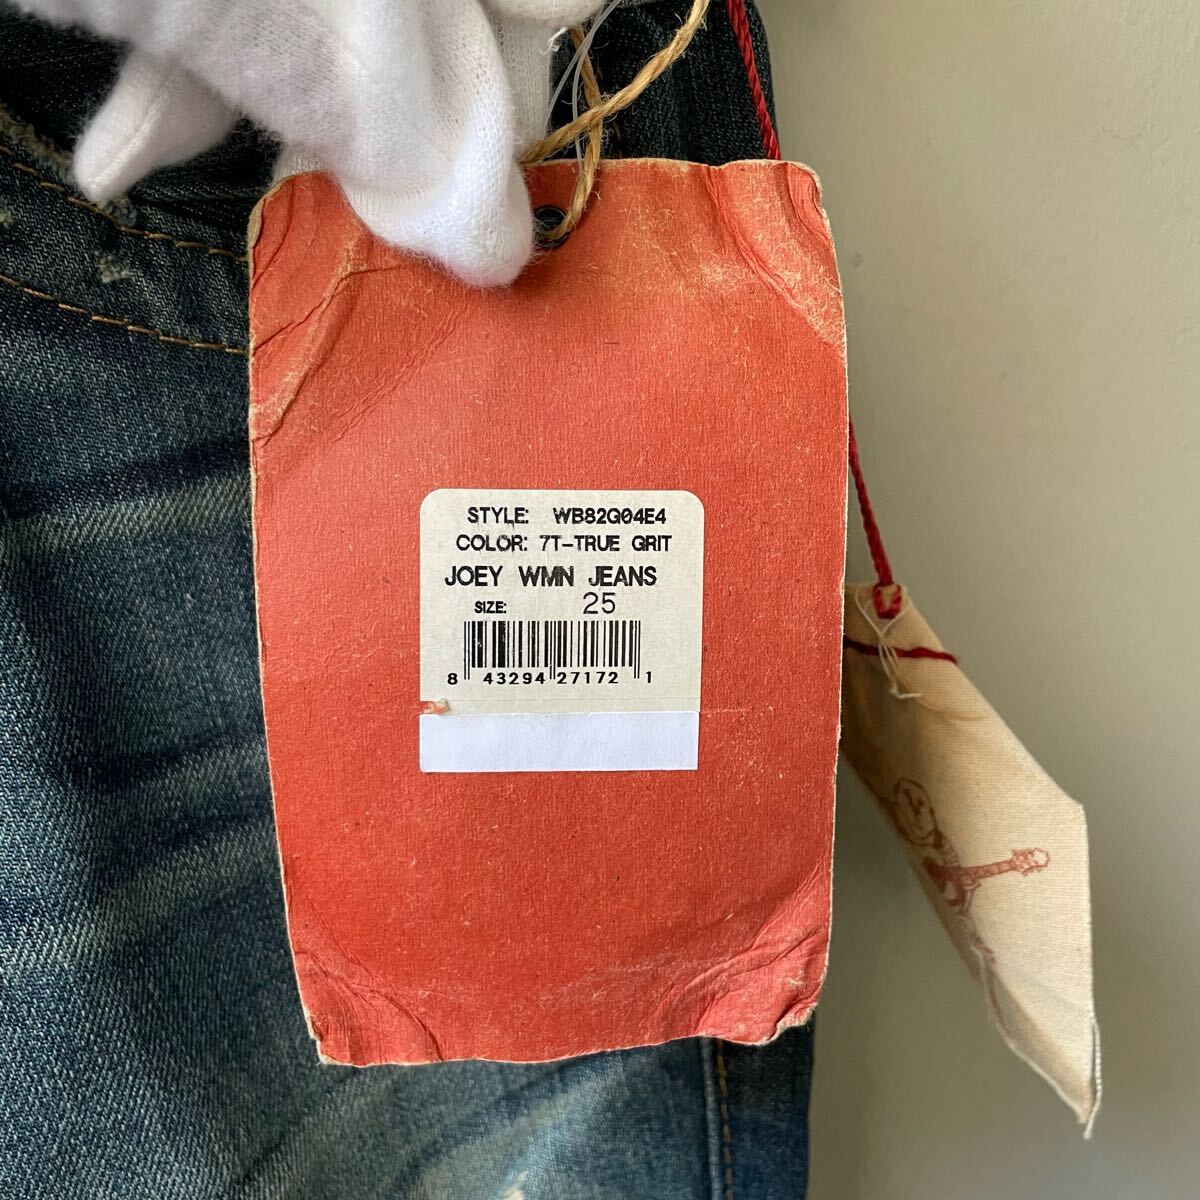 STYLE: WB82G04E4
COLOR: 7T-TRUE GRIT
JOEY WMN JEANS
SIZE: 25
8 43294 27172 1